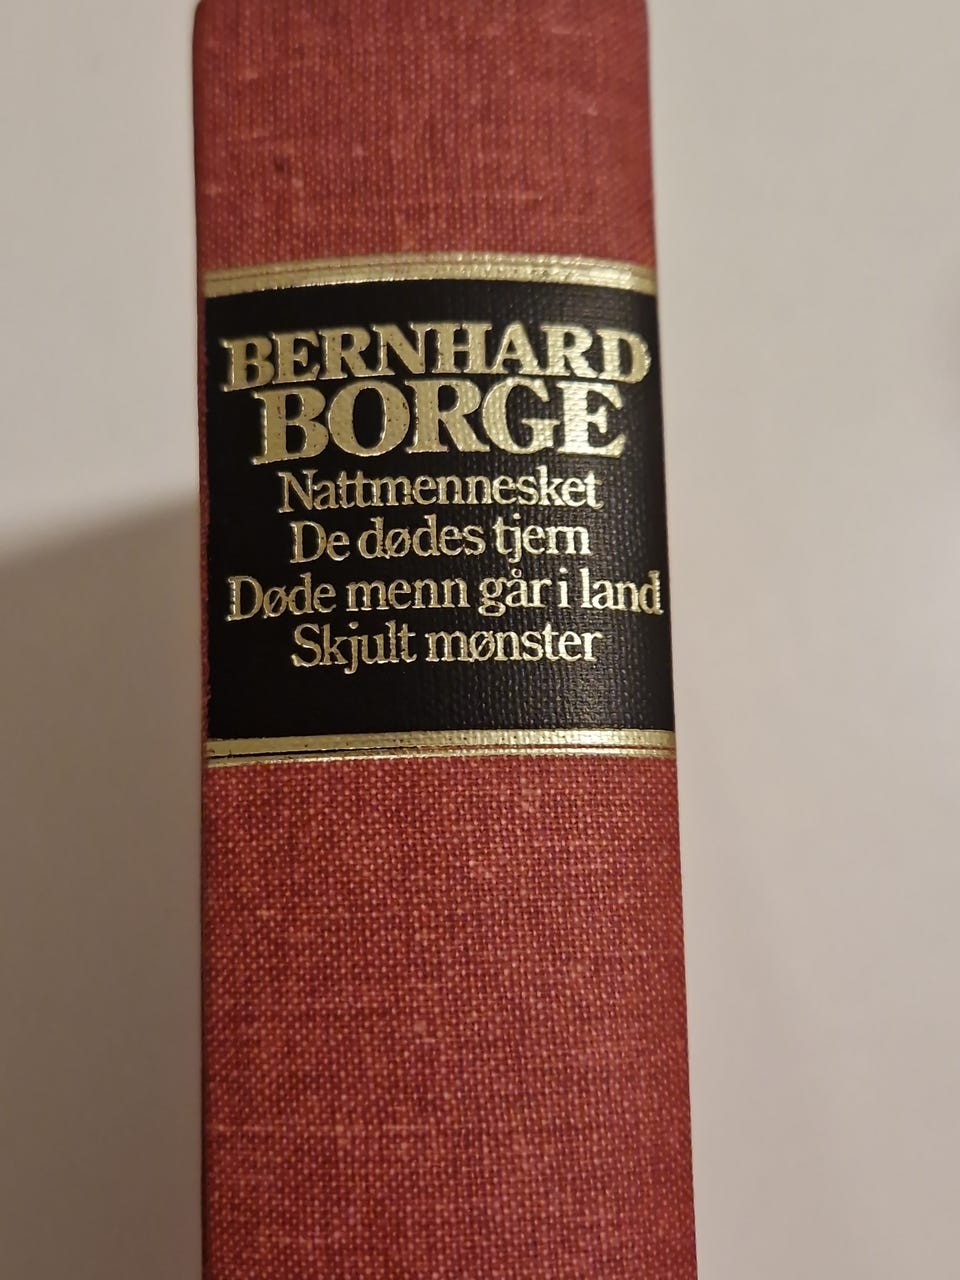 BERNHARD
BORGE
Nattmennesket
De dødes tjern
Døde menn går i land
Skjult mønster